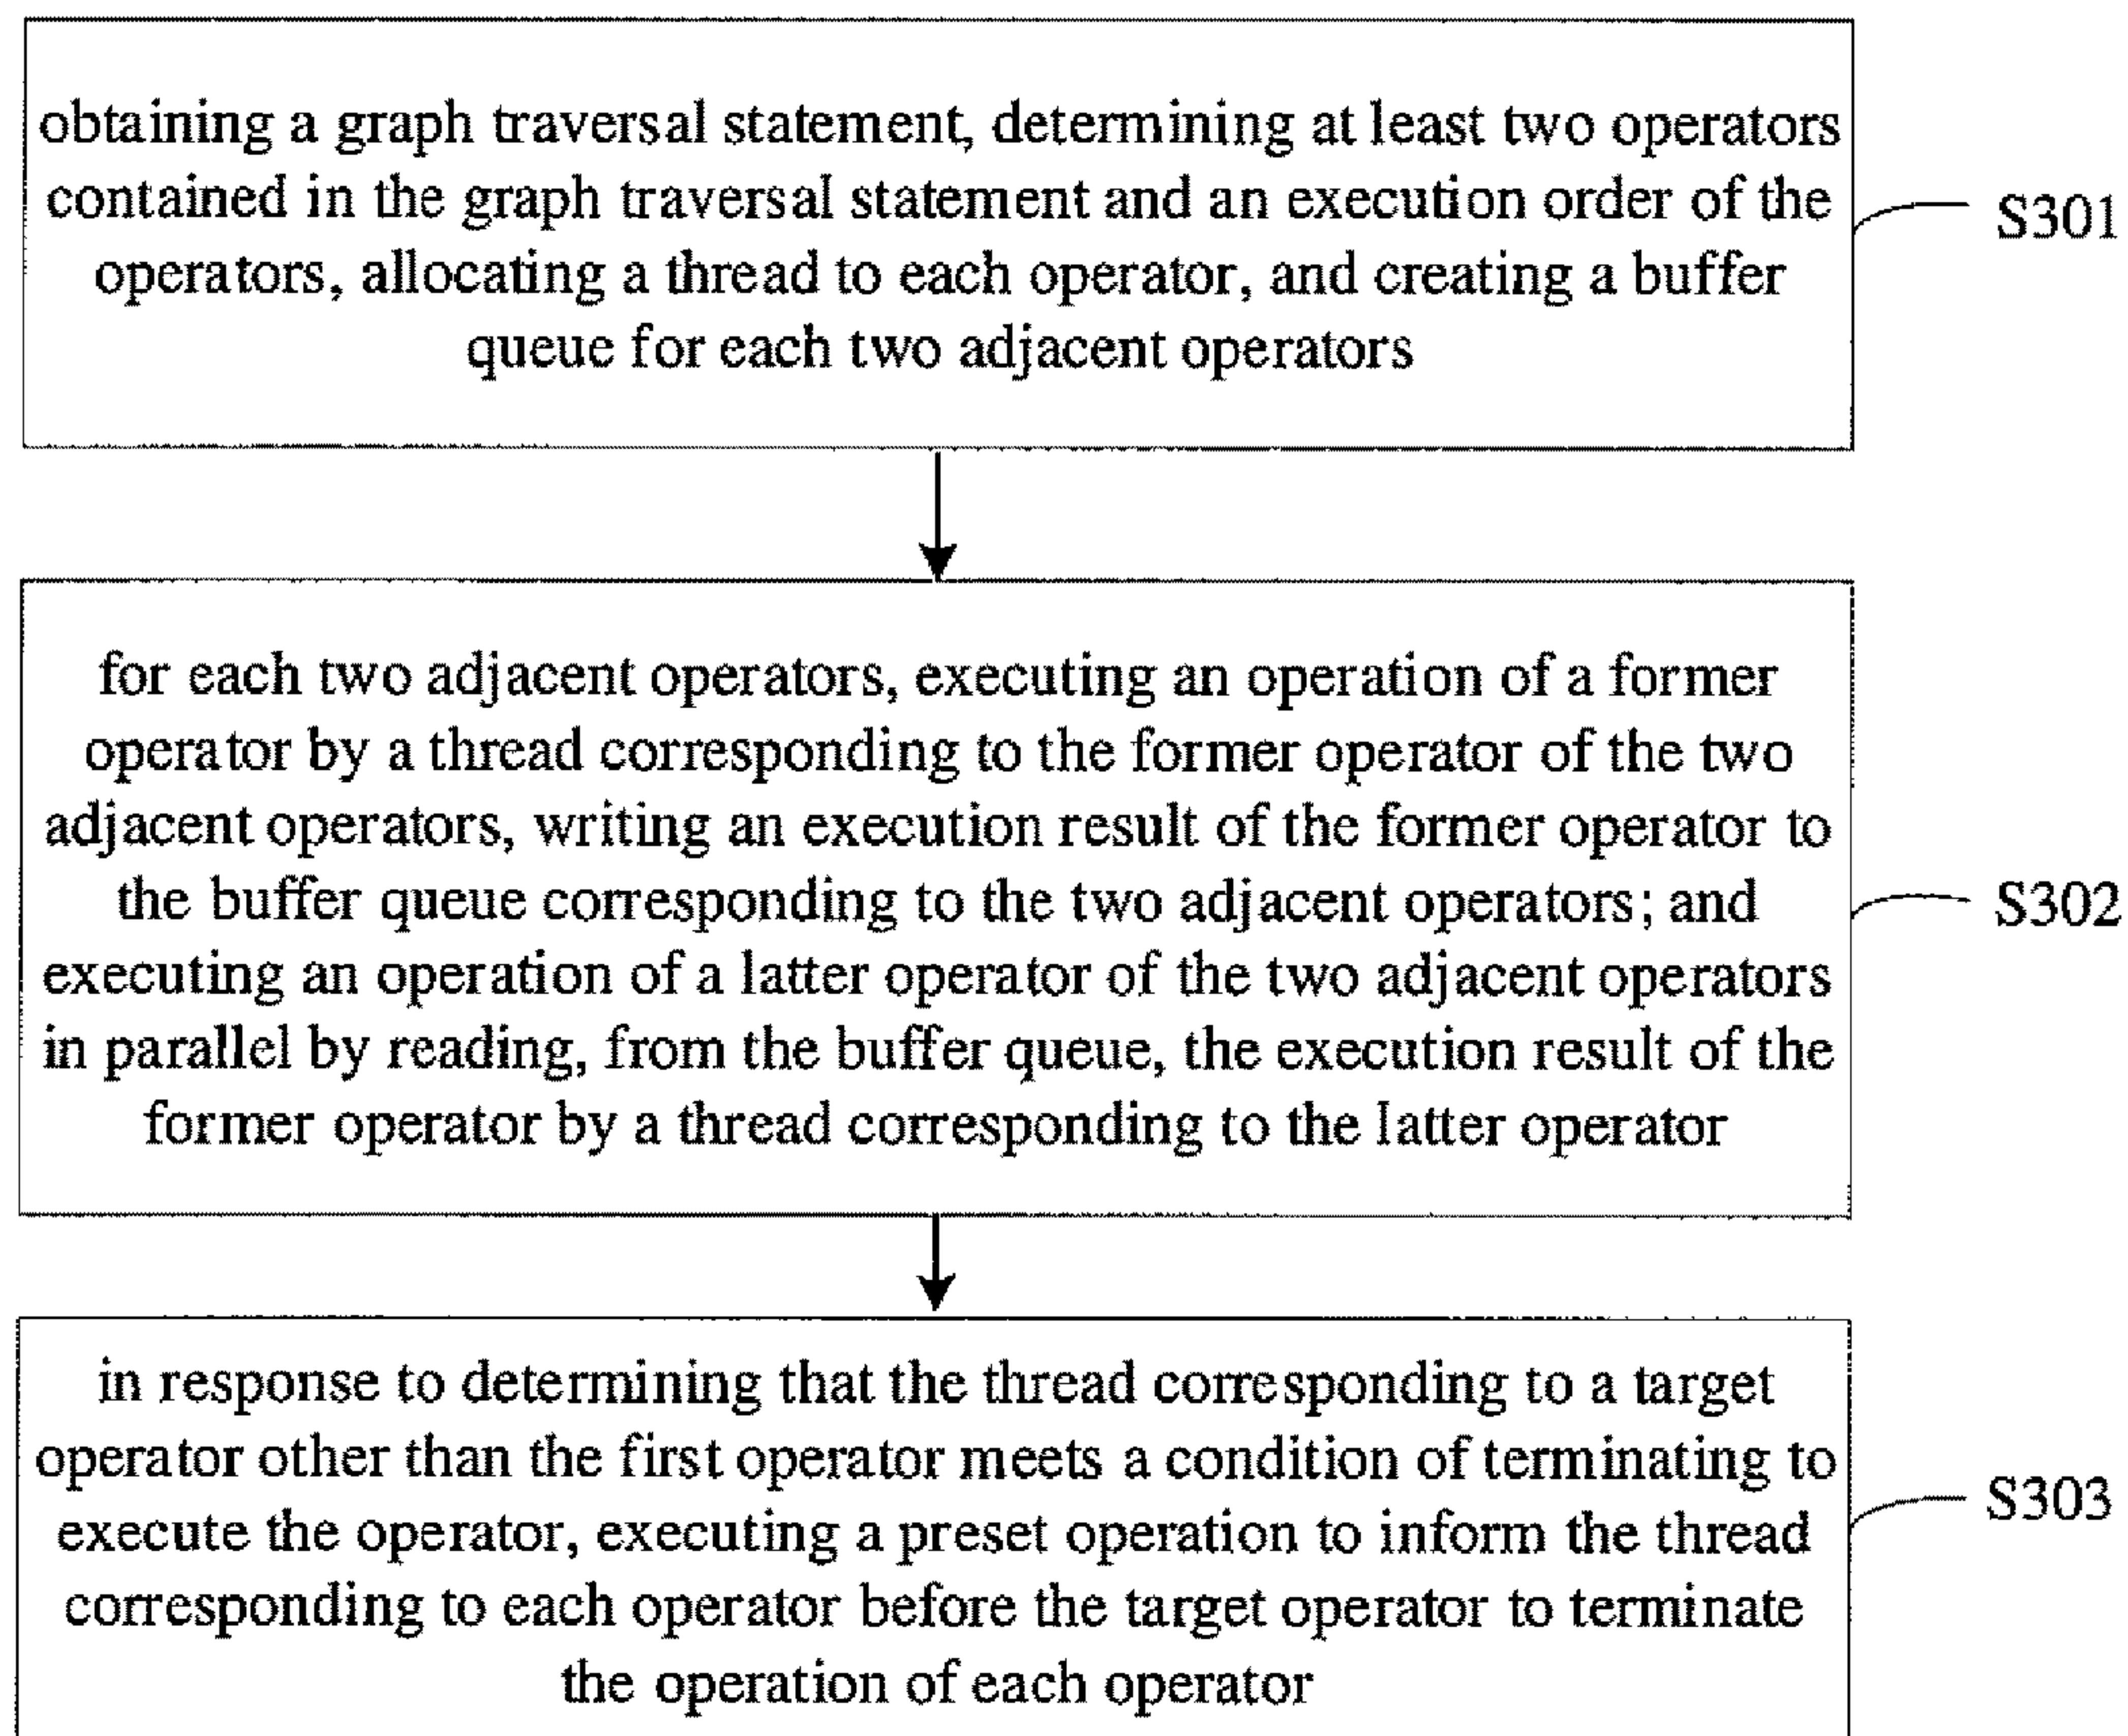 obtaining a graph traversal statement, determining at least two operators
contained in the graph traversal statement and an execution order of the
operators, allocating a thread to each operator, and creating a buffer
queue for each two adjacent operators
S301
for each two adjacent operators, executing an operation of a former
operator by a thread corresponding to the former operator of the two
adjacent operators, writing an execution result of the former operator to
the buffer queue corresponding to the two adjacent operators; and
executing an operation of a latter operator of the two adjacent operators
in parallel by reading, from the buffer queue, the execution result of the
former operator by a thread corresponding to the latter operator
S302
in response to determining that the thread corresponding to a target
operator other than the first operator meets a condition of terminating to
execute the operator, executing a preset operation to inform the thread
corresponding to each operator before the target operator to terminate
the operation of each operator
S303